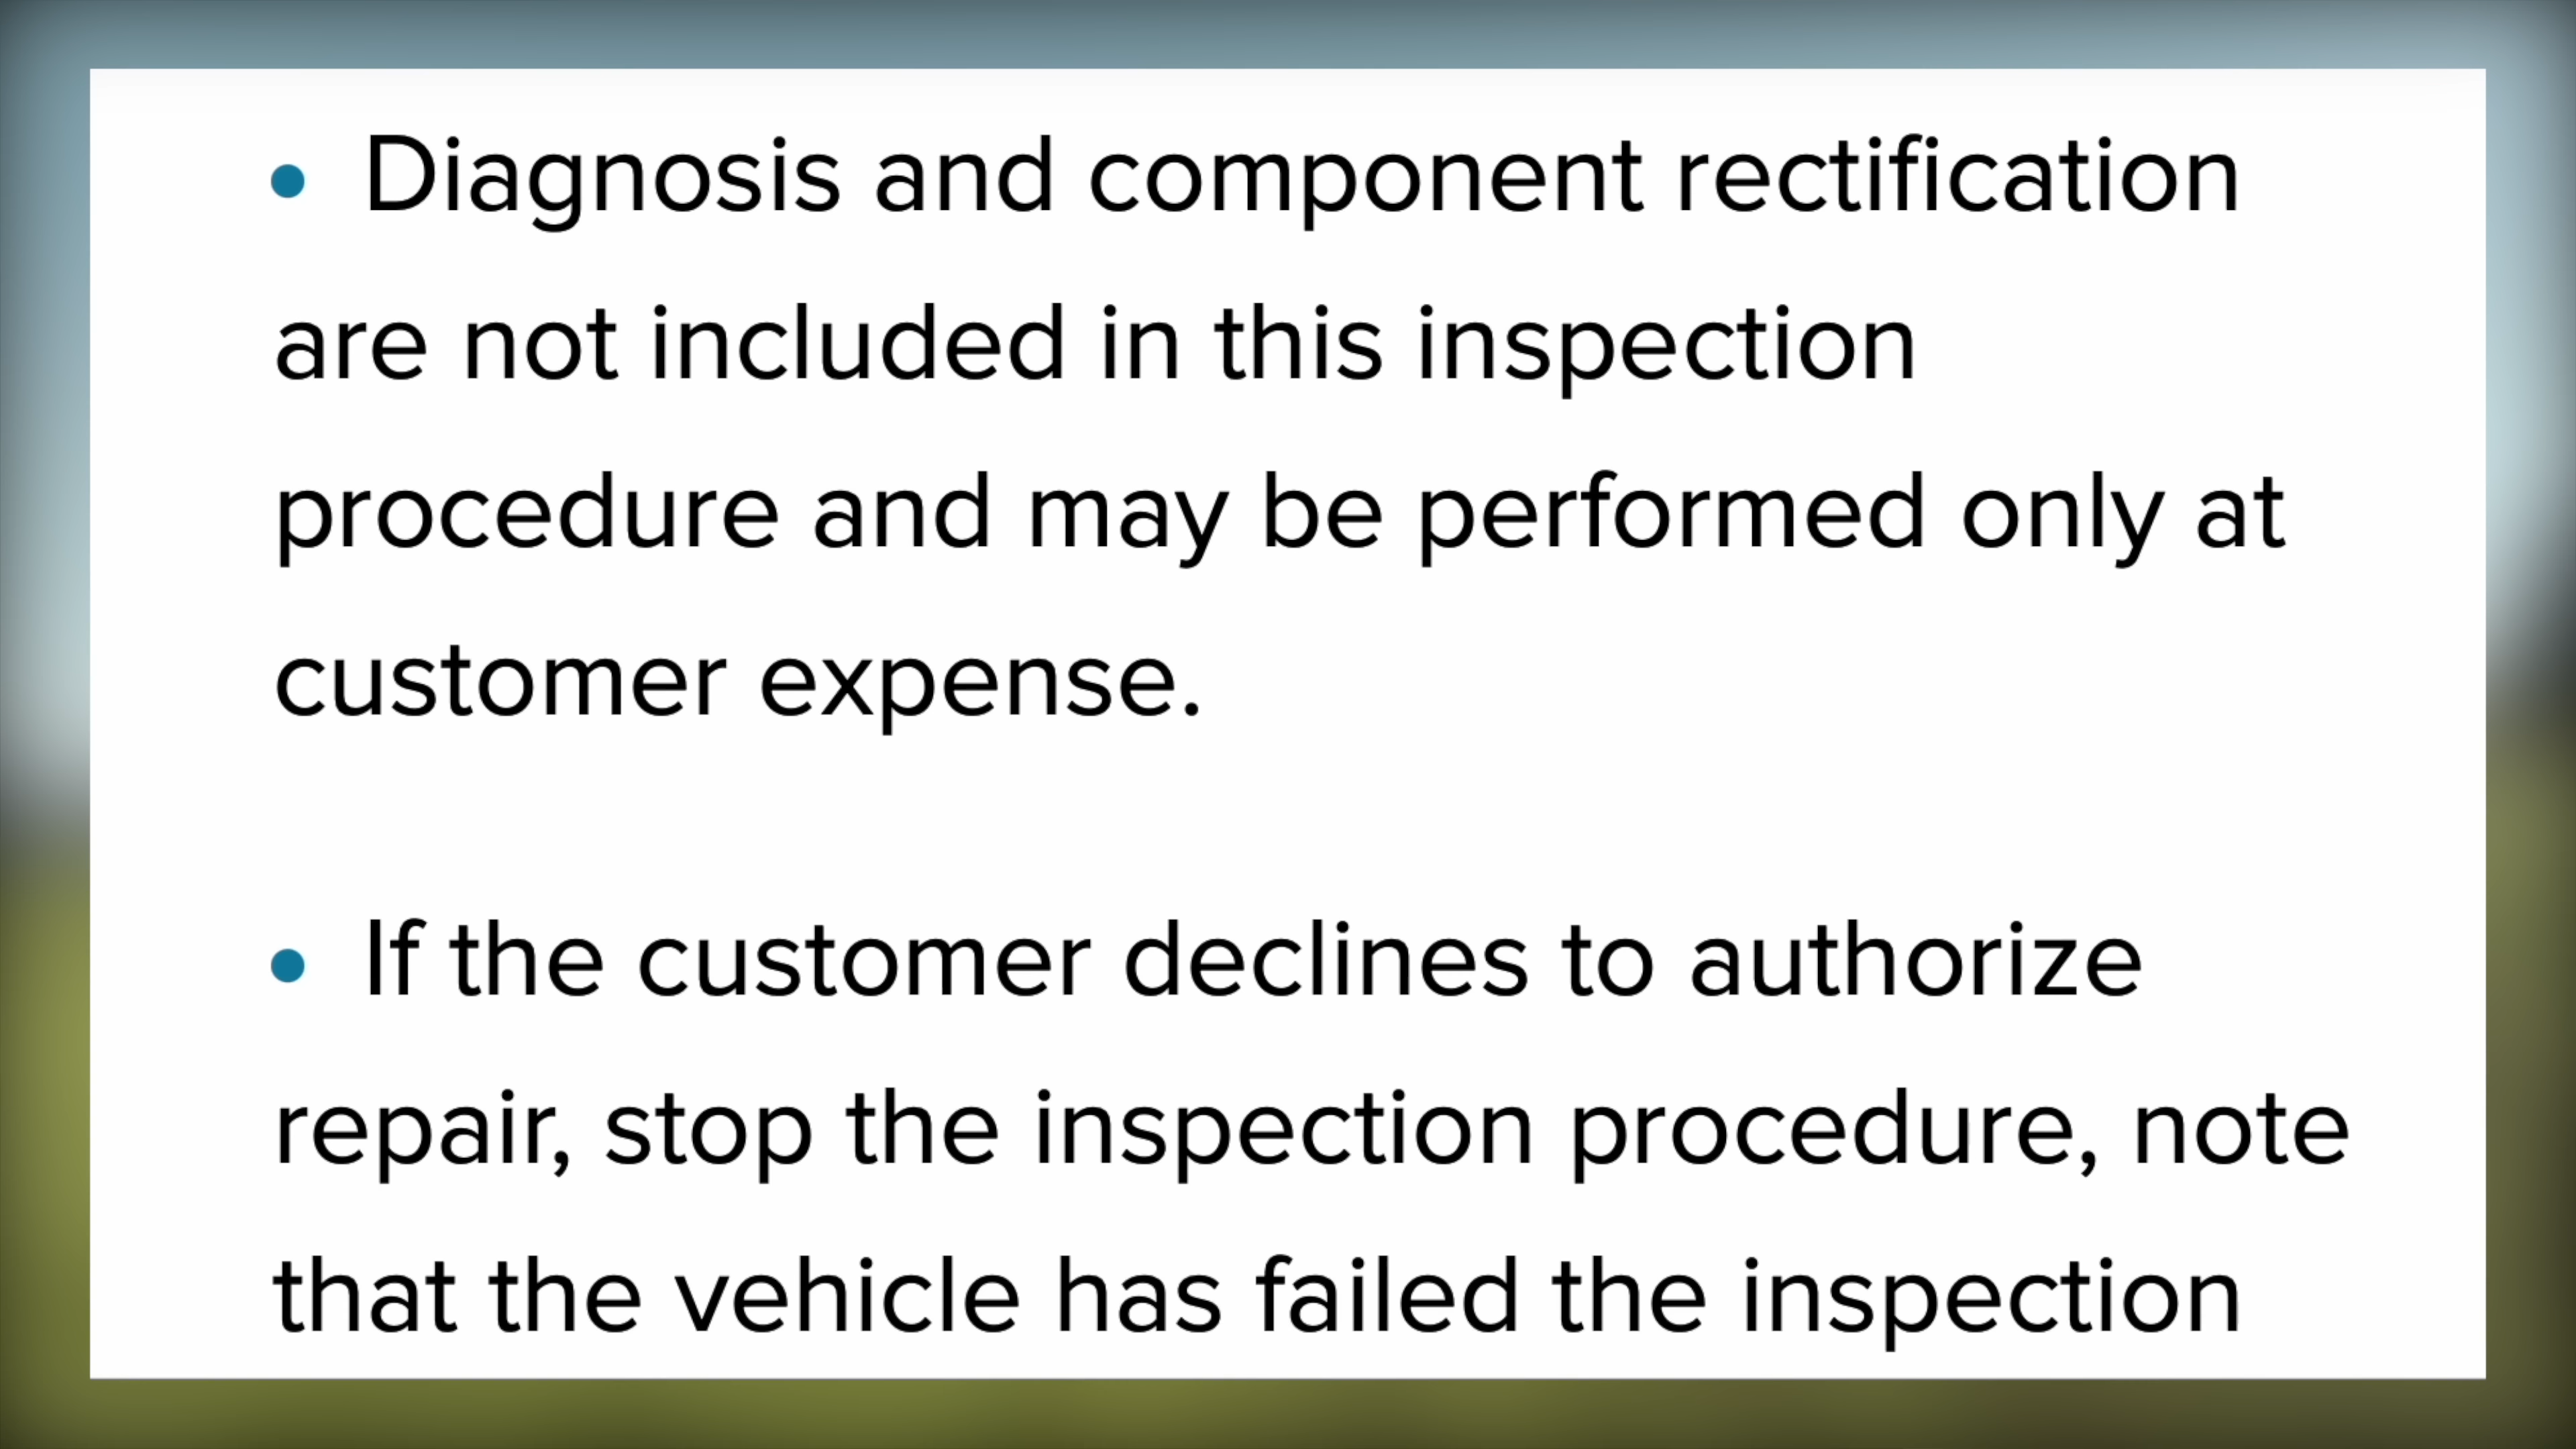 • Diagnosis and component rectification
are not included in this inspection
procedure and may be performed only at
customer expense.
• If the customer declines to authorize
repair, stop the inspection procedure, note
that the vehicle has failed the inspection